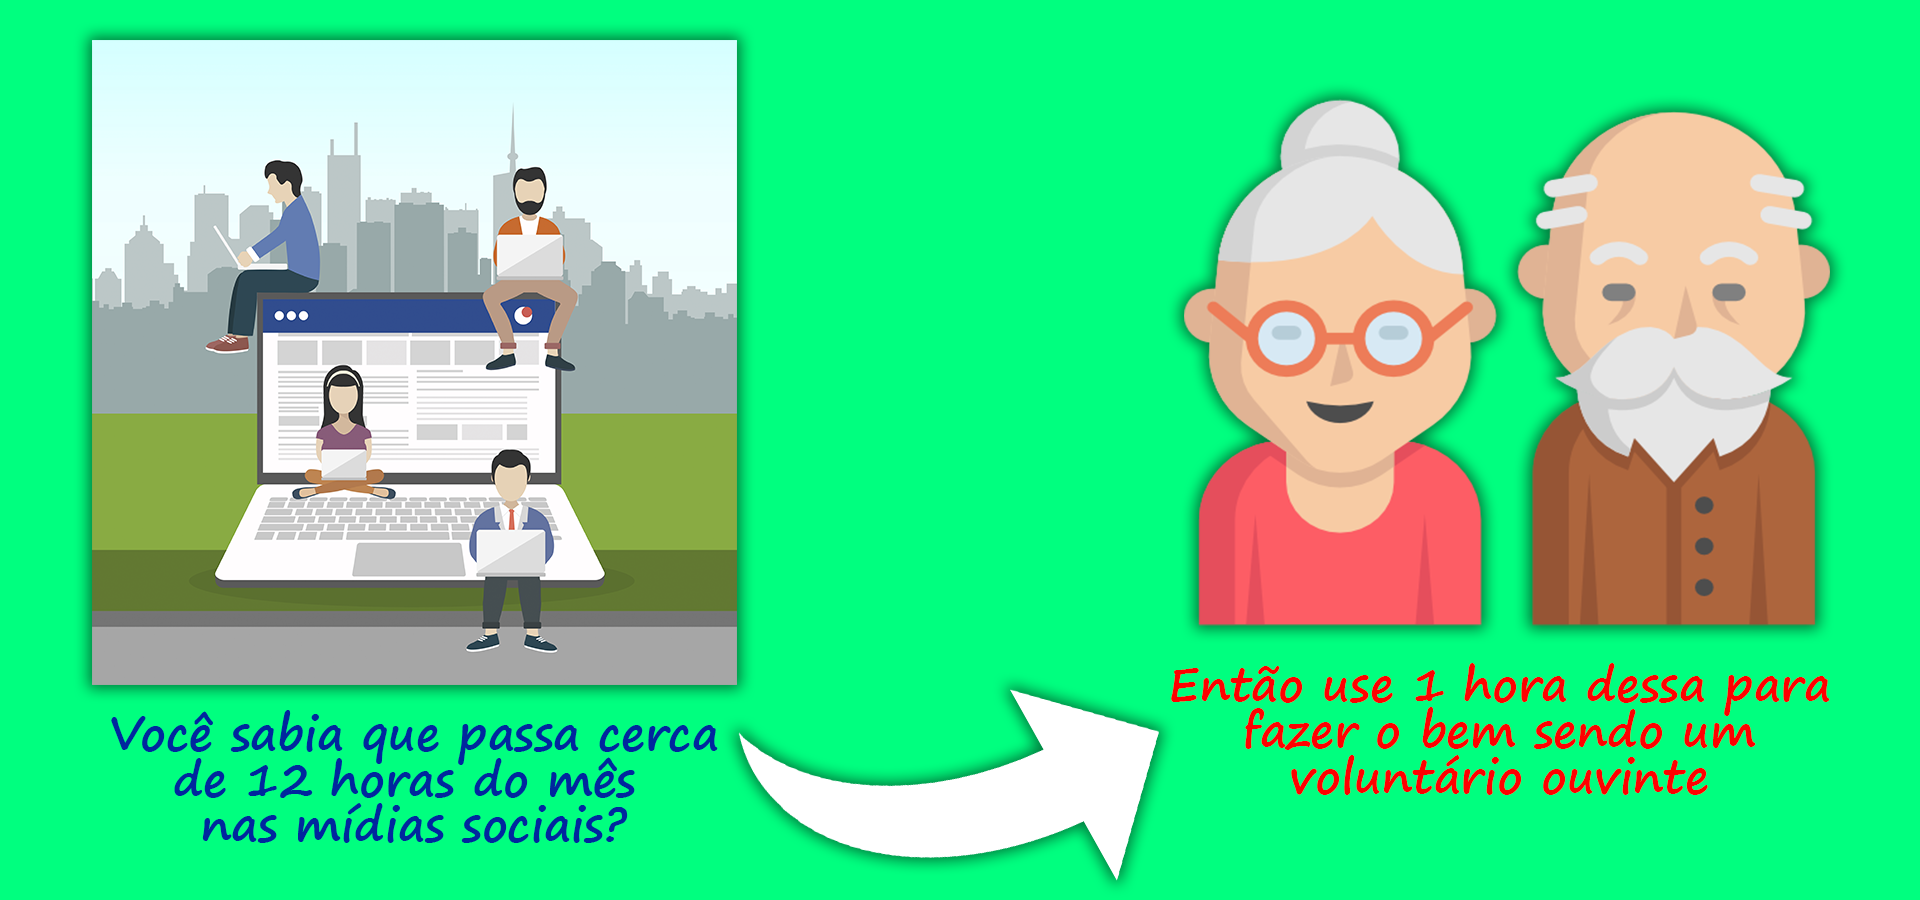 Você sabia que passa cerca
de 12 horas do mês
nas mídias sociais?
Então use 1 hora dessa para
fazer o bem sendo um
voluntário ouvinte